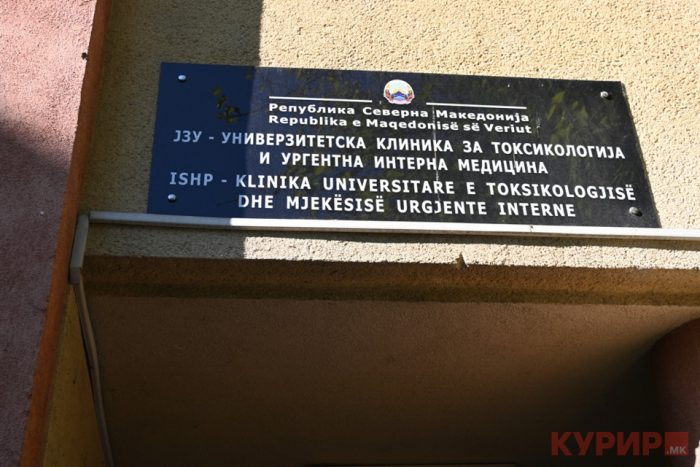 Република Северна Македонија
Republika e Maqedonisë së Veriut
ЈЗУ - УНИВЕРЗИТЕТСКА КЛИНИКА ЗА ТОКСИКОЛОГИЈА
И УРГЕНТНА ИНТЕРНА МЕДИЦИНА
ISHP - KLINIKA UNIVERSITARE E TOKSIKOLOGJISË
DHE MJEKËSISË URGJENTE INTERNE
КУРИР.МК